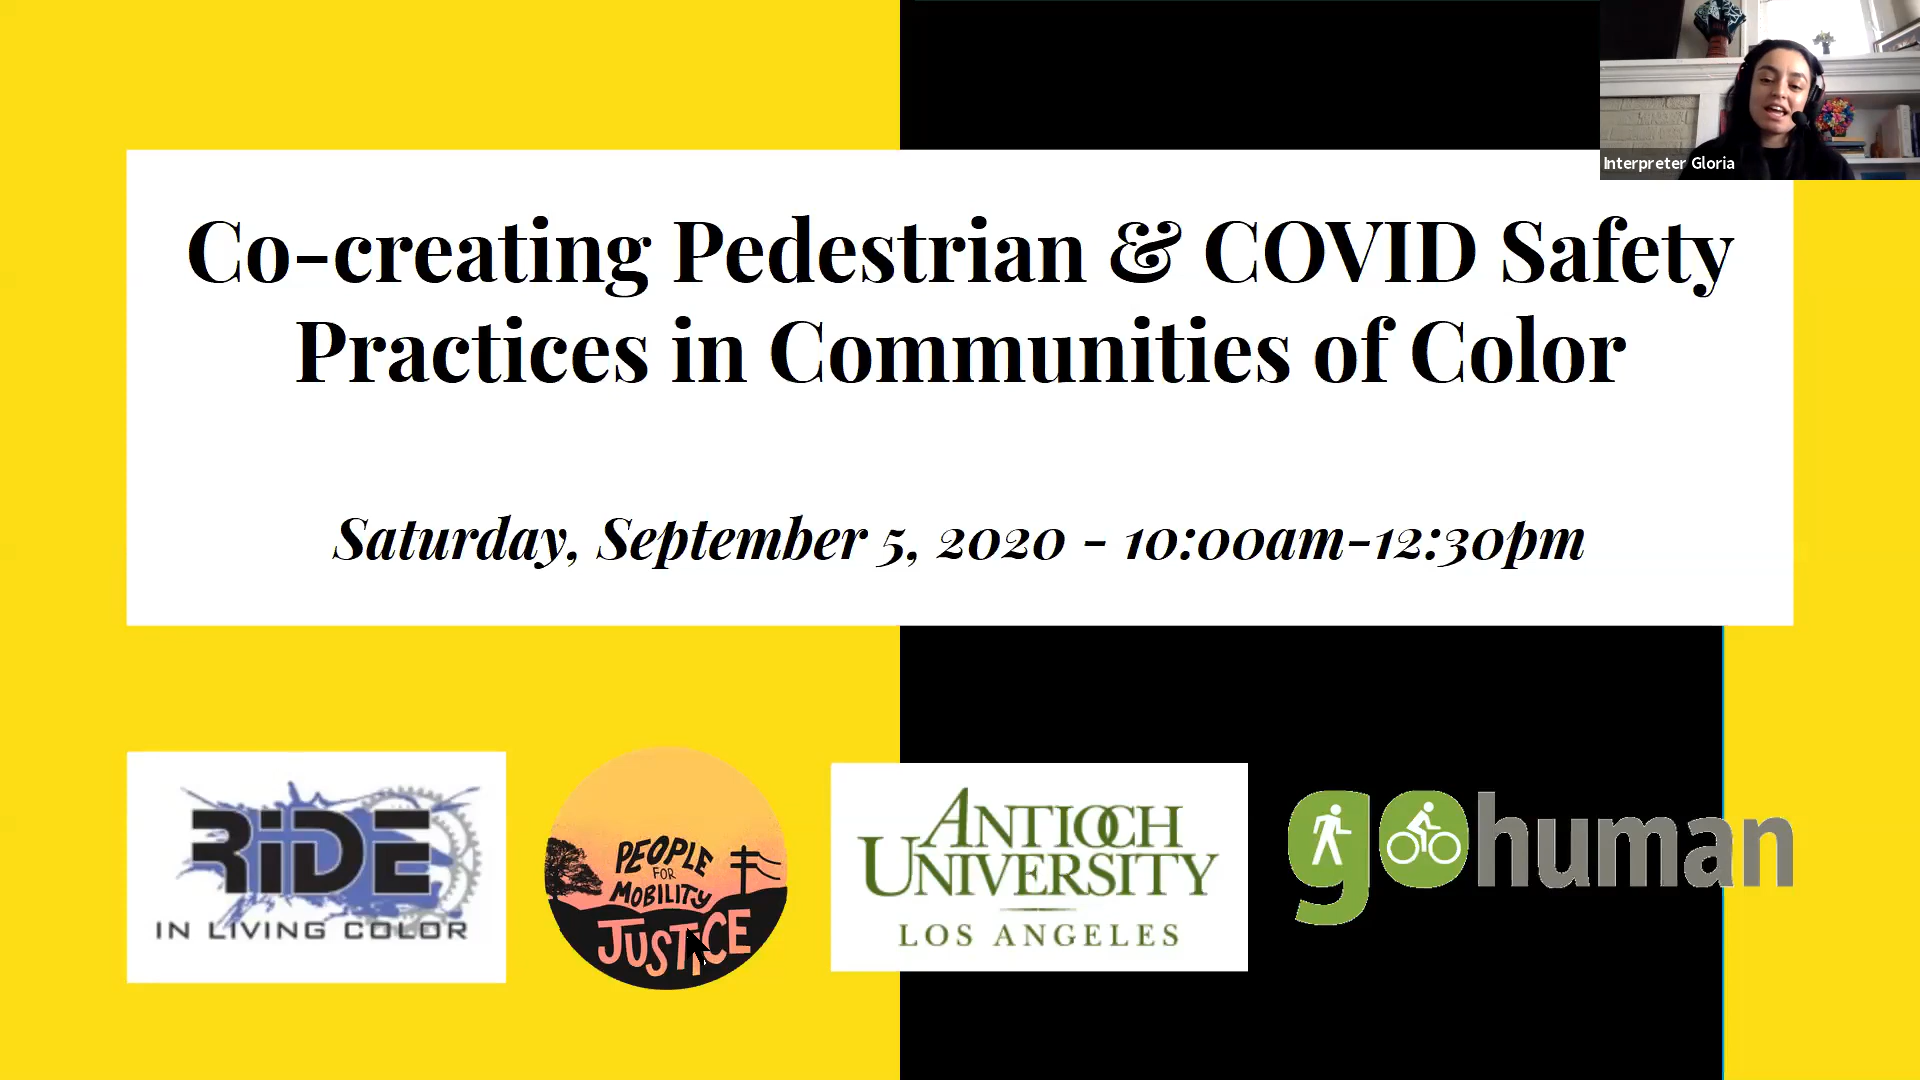 Interpreter Gloria
Co-creating Pedestrian & COVID Safety
Practices in Communities of Color
Saturday, September 5, 2020 - 10:00am-12:30pm
RiDE
IN LIVING COLOR
PEOPLE
FOR
MOBILITY
JUSTICE
ANTIOCH
UNIVERSITY
LOS ANGELES
gohuman